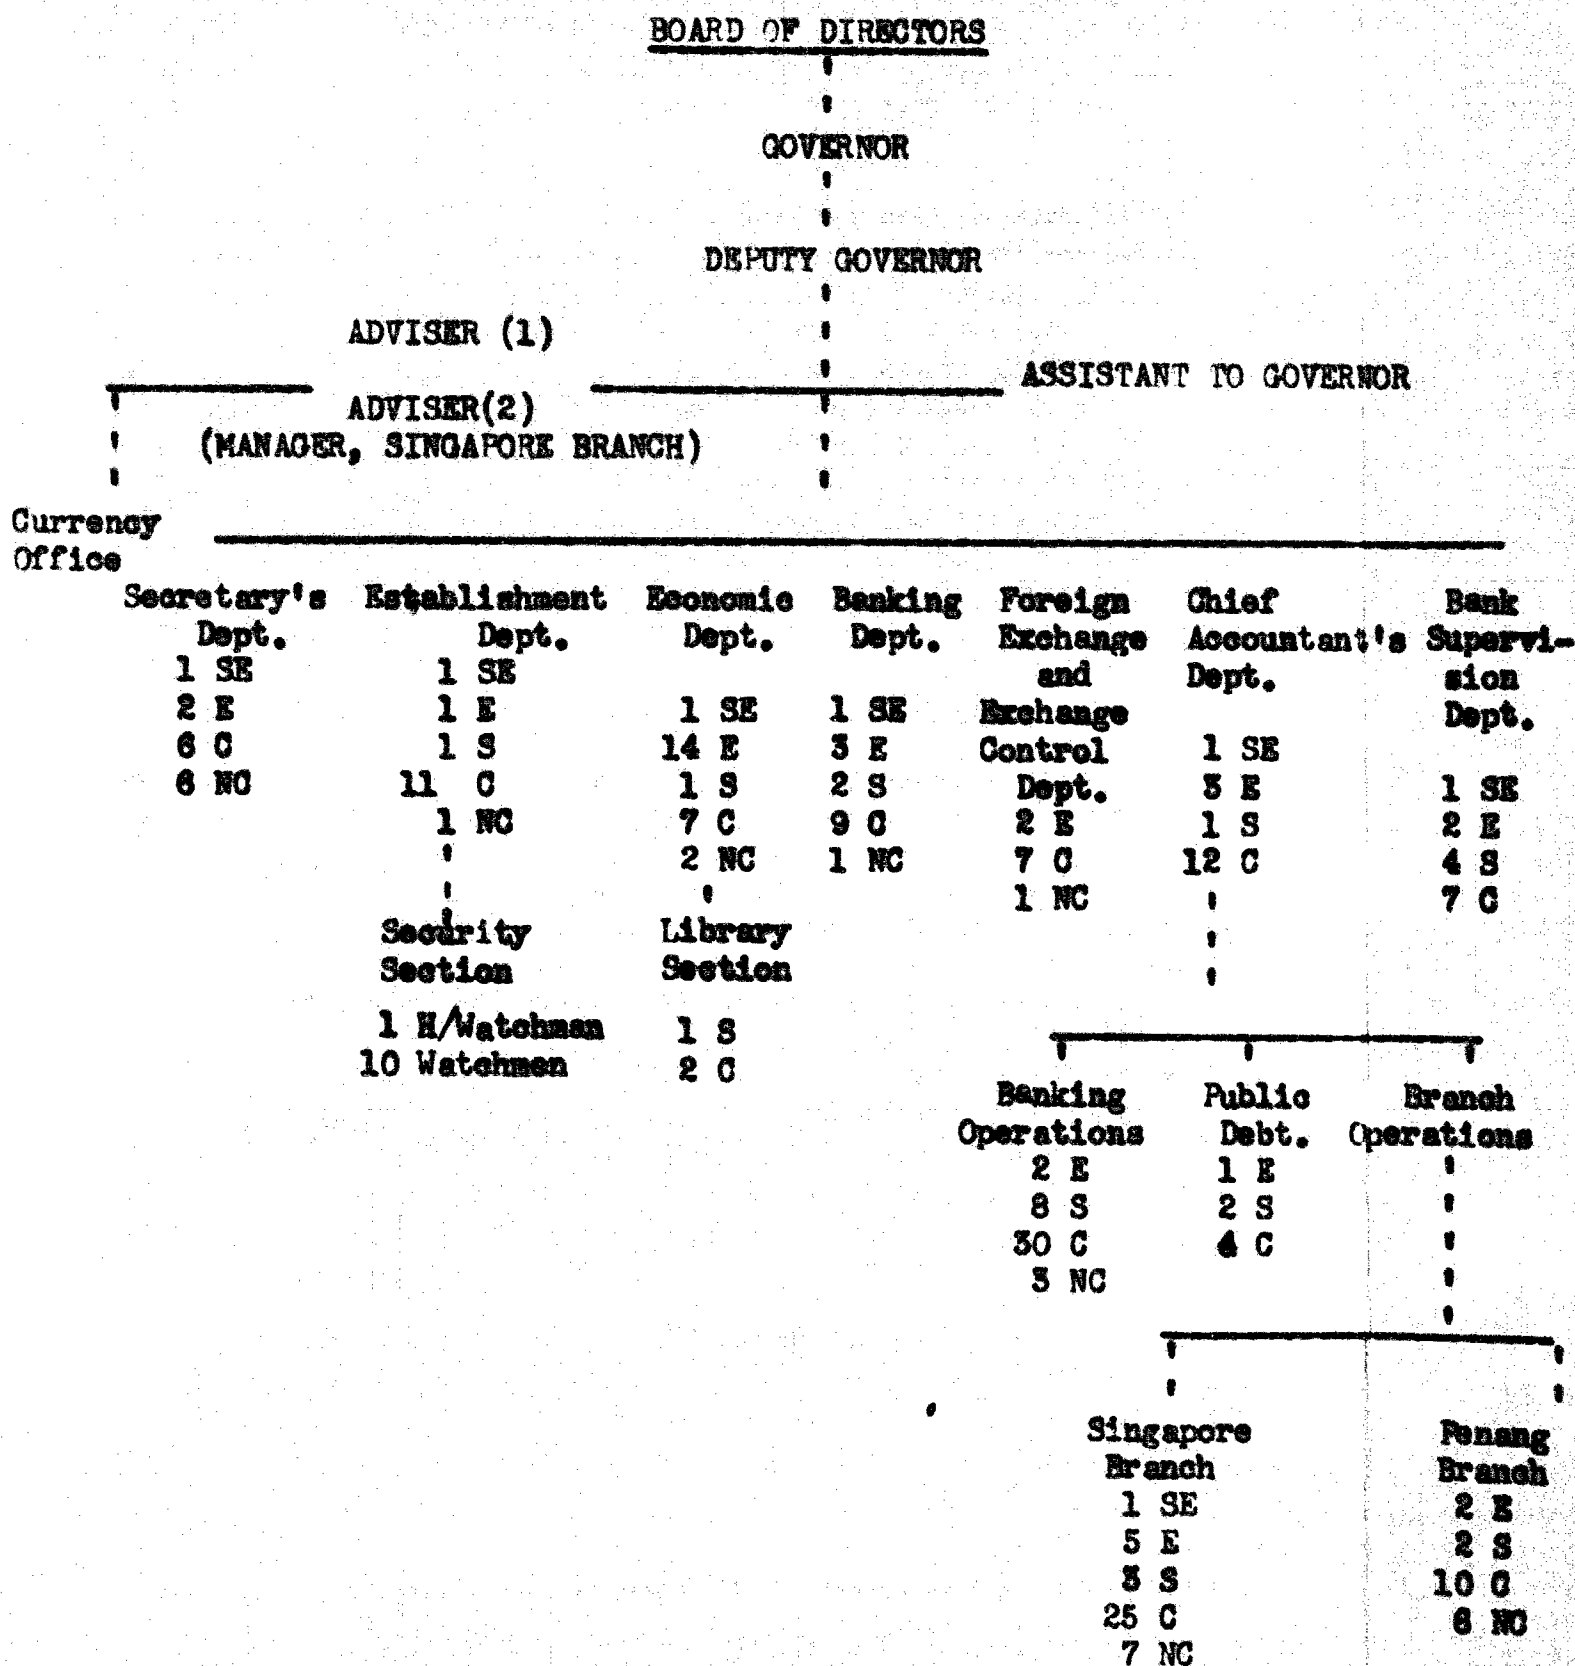 BOARD OF DIRECTORS
GOVERNOR
DEPUTY GOVERNOR
ADVISER (1)
ASSISTANT TO GOVERNOR
ADVISER(2)
(MANAGER, SINGAPORE BRANCH)
Currency
Office
Secretary's
Dept.
1 SE
2 E
6 C
6 NC
Establishment
Dept.
1 SE
1 E
1 S
11 C
1 NC
Security
Section
1 H/Watchman
10 Watchmen
Economic
Dept.
1 SE
14 E
1 S
7 C
2 NC
Library
Section
1 S
2 C
Banking
Dept.
1 SE
3 E
2 S
9 C
1 NC
Foreign
Exchange
and
Exchange
Control
Dept.
2 E
7 C
1 NC
Chief
Accountant's
Dept.
1 SE
3 E
1 S
12 C
Bank
Supervi-
sion
Dept.
1 SE
2 E
4 S
7 C
Banking
Operations
2 E
8 S
30 C
3 NC
Public
Debt.
1 E
2 S
4 C
Branch
Operations
Singapore
Branch
1 SE
5 E
3 S
25 C
7 NC
Penang
Branch
2 E
2 S
10 C
6 NC